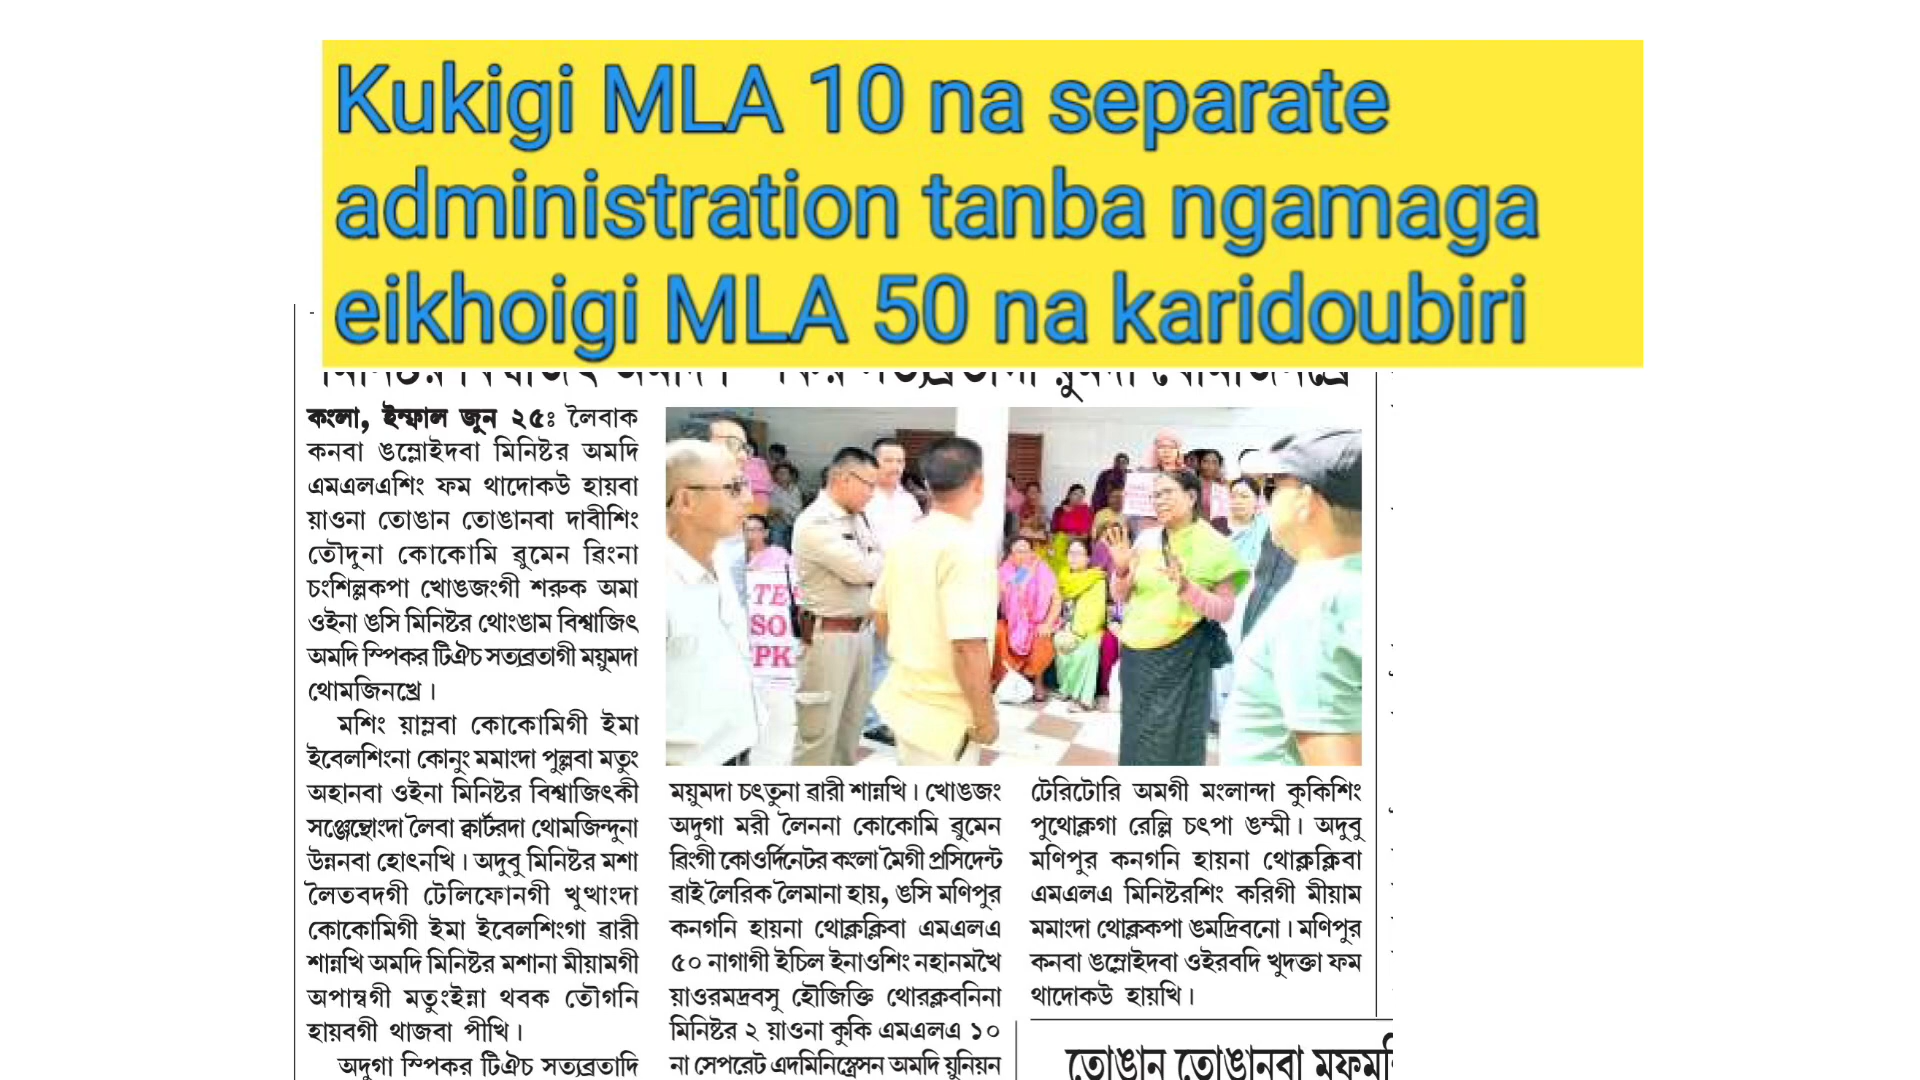 Kukigi MLA 10 na separate
administration tanba ngamaga
eikhoigi MLA 50 na karidoubiri
কংলা, ইম্ফাল জুন ২৫ঃ লৈবাক
কনবা ঙম্লোইদবা মিনিষ্টর অমদি
এমএলএশিং ফম থাদোকউ হায়বা
য়াওনা তোঙান তোঙানবা দাবীশিং
তৌদুনা কোকোমি ৱুমেন ৱিংনা
চংশিল্লকপা খোঙজংগী শরুক অমা
ওইনা ঙসি মিনিষ্টর থোংঙাম বিশ্বাজিৎ
অমদি স্পিকর টিএচ সত্যব্রতাগী ময়ুমদা
থোমজিনখ্রে।
মশিং য়াম্লবা কোকোমিগী ইমা
ইবেলশিংনা কোনুং মমাংদা পুল্লবা মতুং
অহানবা ওইনা মিনিষ্টর বিশ্বাজিৎকী
সঞ্জেন্থোংদা লৈবা ক্বার্টরদা থোমজিন্দুনা
উন্ননবা হোৎনখি। অদুবু মিনিষ্টর মশা
লৈতবদগী টেলিফোনগী খুত্থাংদা
কোকোমিগী ইমা ইবেলশিংগা ৱারী
শান্নখি অমদি মিনিষ্টর মশানা মীয়ামগী
অপাম্বগী মতুংইন্না থবক তৌগনি
হায়বগী থাজবা পীখি।
অদুগা স্পিকর টিএচ সত্যব্রতাদি
TE
SO
PK
ময়ুমদা চৎতুনা ৱারী শান্নখি। খোঙজং
অদুগা মরী লৈননা কোকোমি ৱুমেন
ৱিংগী কোওর্দিনেটর কংলা মৈগী প্রসিদেন্ট
ৱাই লৈরিক লৈমানা হায়, ঙসি মণিপুর
কনগনি হায়না থোক্লক্লিবা এমএলএ
৫০ নাগাগী ইচিল ইনাওশিং নহানমখৈ
য়াওরমদ্রবসু হৌজিক্তি থোরক্লবনিনা
মিনিষ্টর ২ য়াওনা কুকি এমএলএ ১০
না সেপরেট এদমিনিস্ত্রেসন অমদি য়ুনিয়ন
টেরিটোরি অমগী মংলান্দা কুকিশিং
পুথোক্লগা রেল্লি চৎপা ঙম্মী। অদুবু
মণিপুর কনগনি হায়না থোক্লক্লিবা
এমএলএ মিনিষ্টরশিং করিগী মীয়াম
মমাংদা থোক্লকপা ঙমদ্রিবনো। মণিপুর
কনবা ঙম্লোইদবা ওইরবদি খুদক্তা ফম
থাদোকউ হায়খি।
তোঙান তোঙানবা